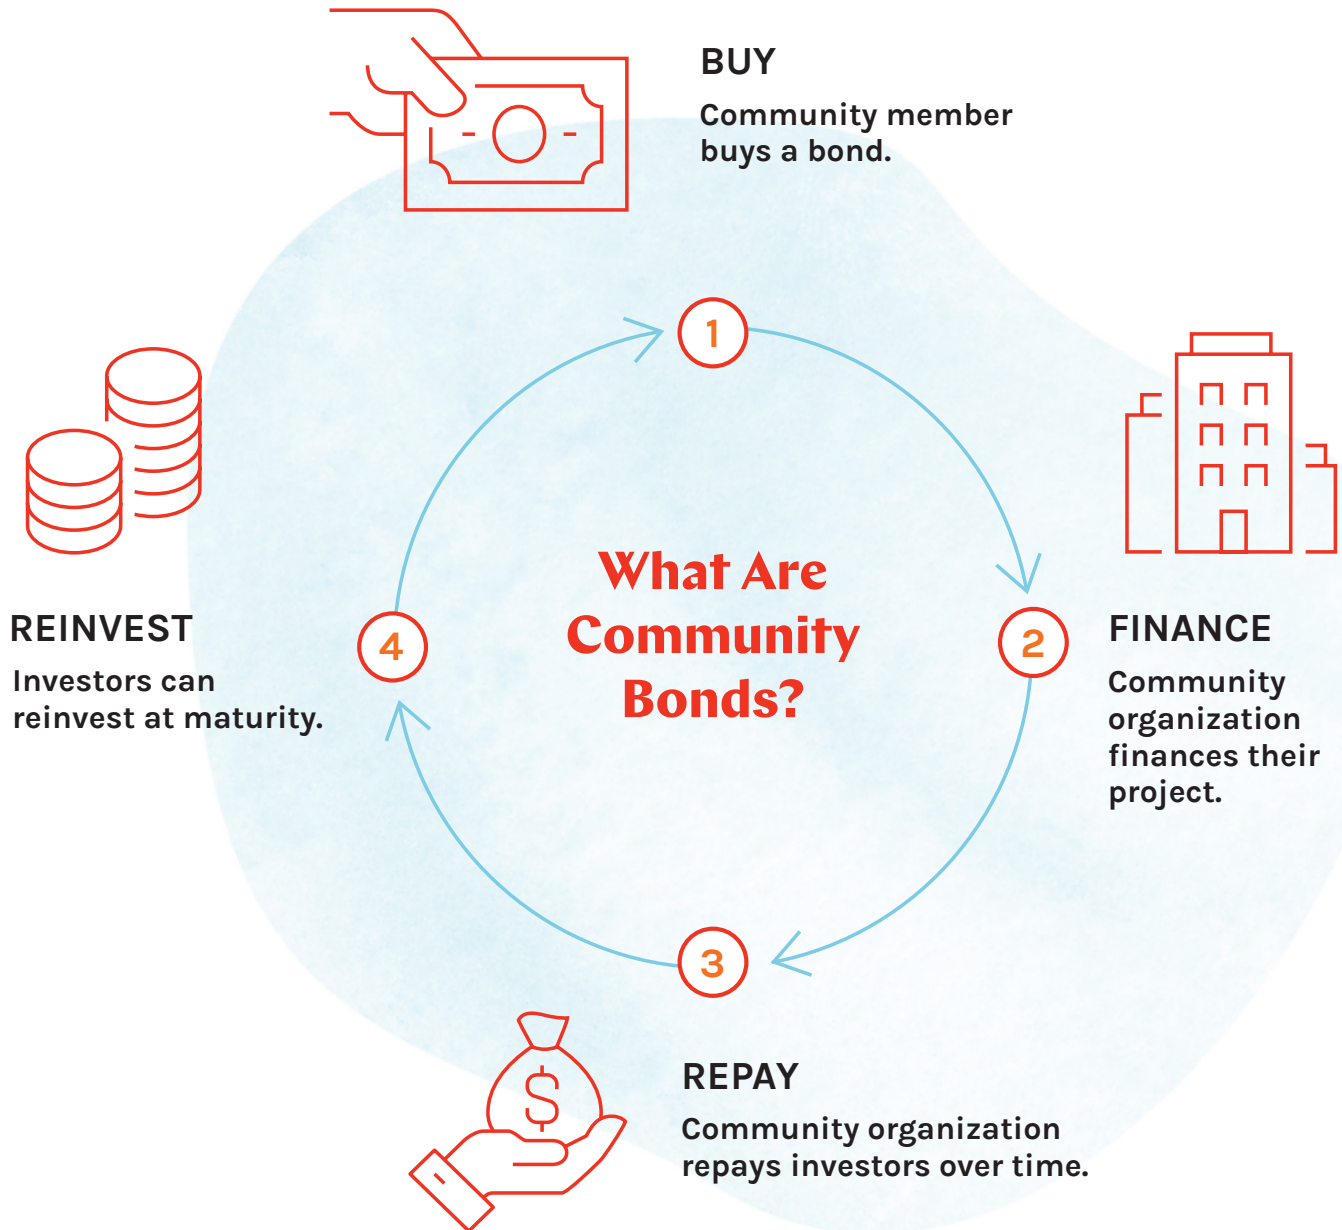 BUY
Community member
buys a bond.
1
What Are
Community
Bonds?
2
FINANCE
Community
organization
finances their
project.
3
$
REPAY
Community organization
repays investors over time.
4
REINVEST
Investors can
reinvest at maturity.